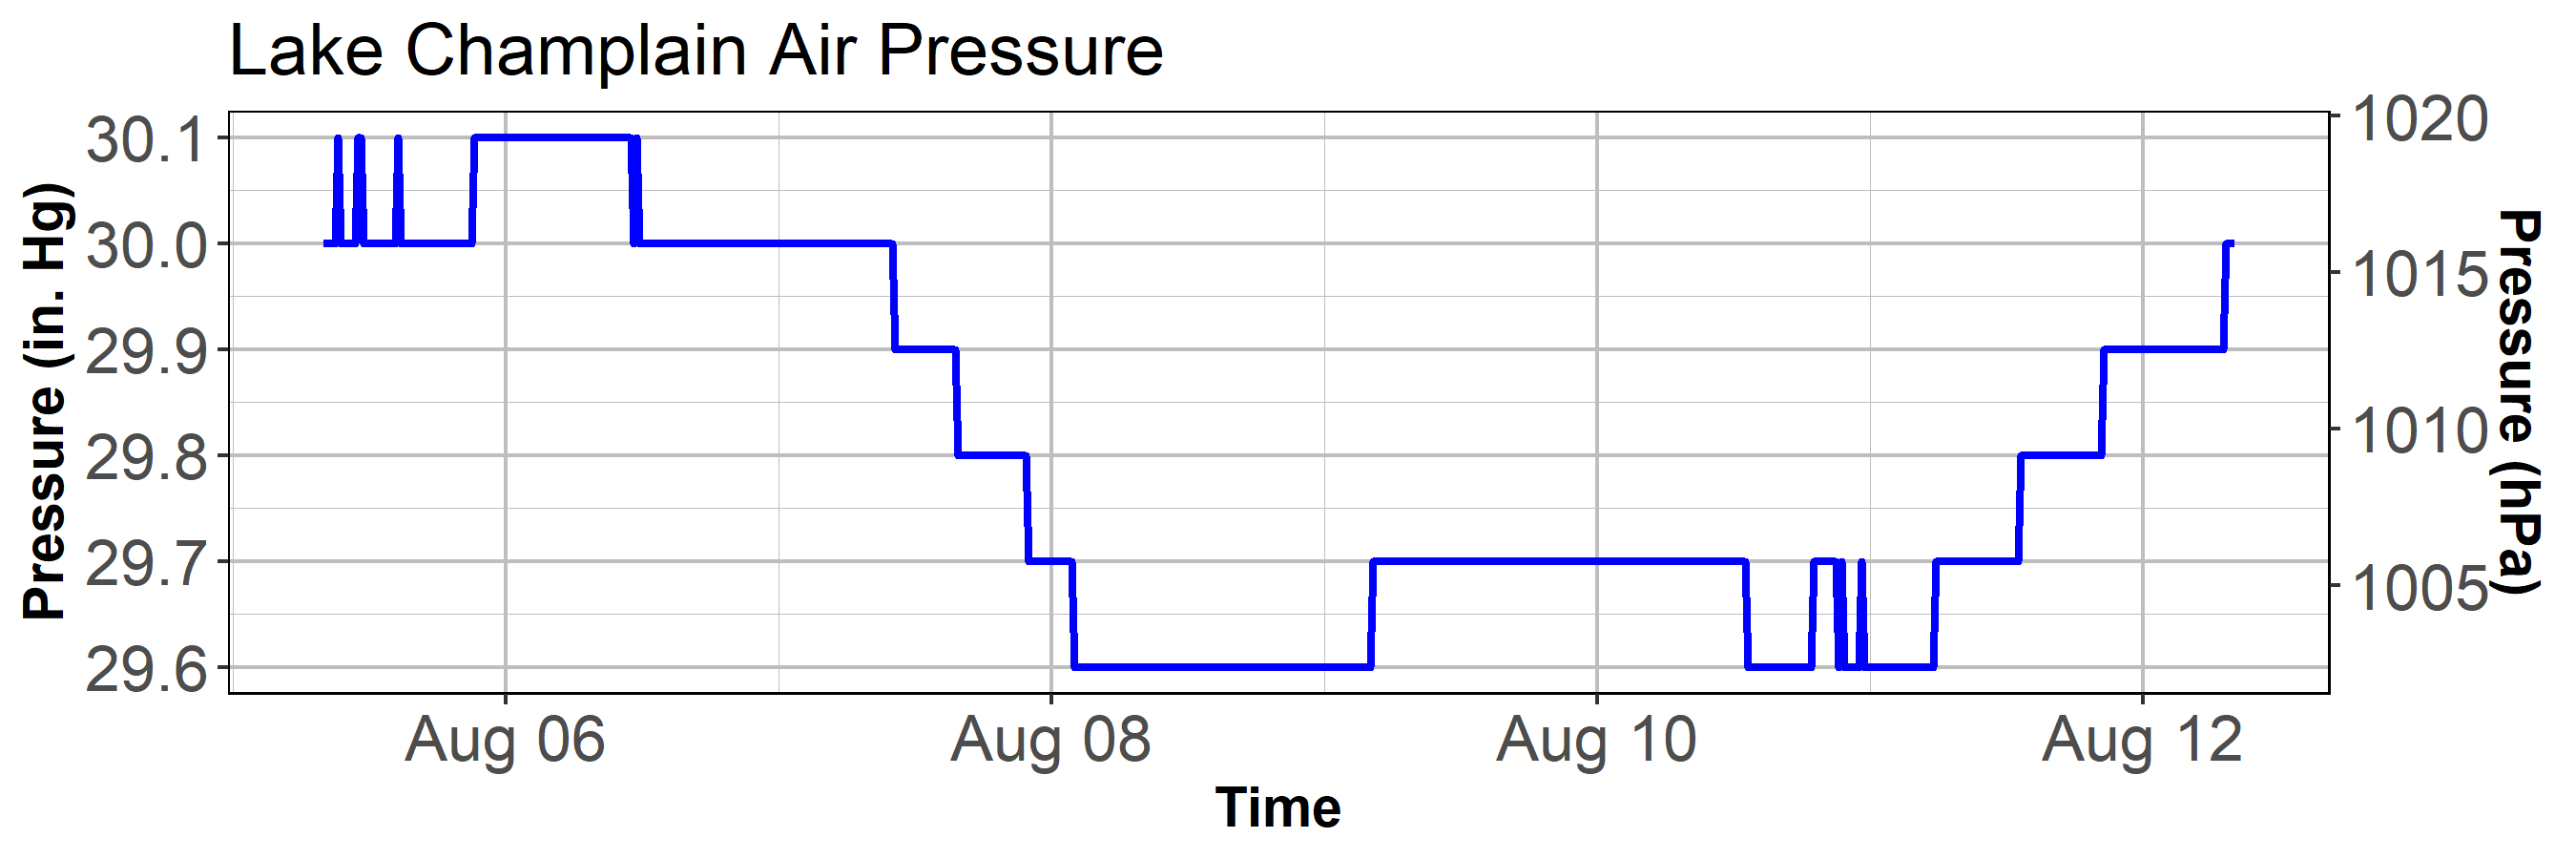 Lake Champlain Air Pressure
Pressure (in. Hg)
30.1
30.0
29.9
29.8
29.7
29.6
1020
1015
1010
1005
Pressure (hPa)
Aug 06
Aug 08
Aug 10
Aug 12
Time